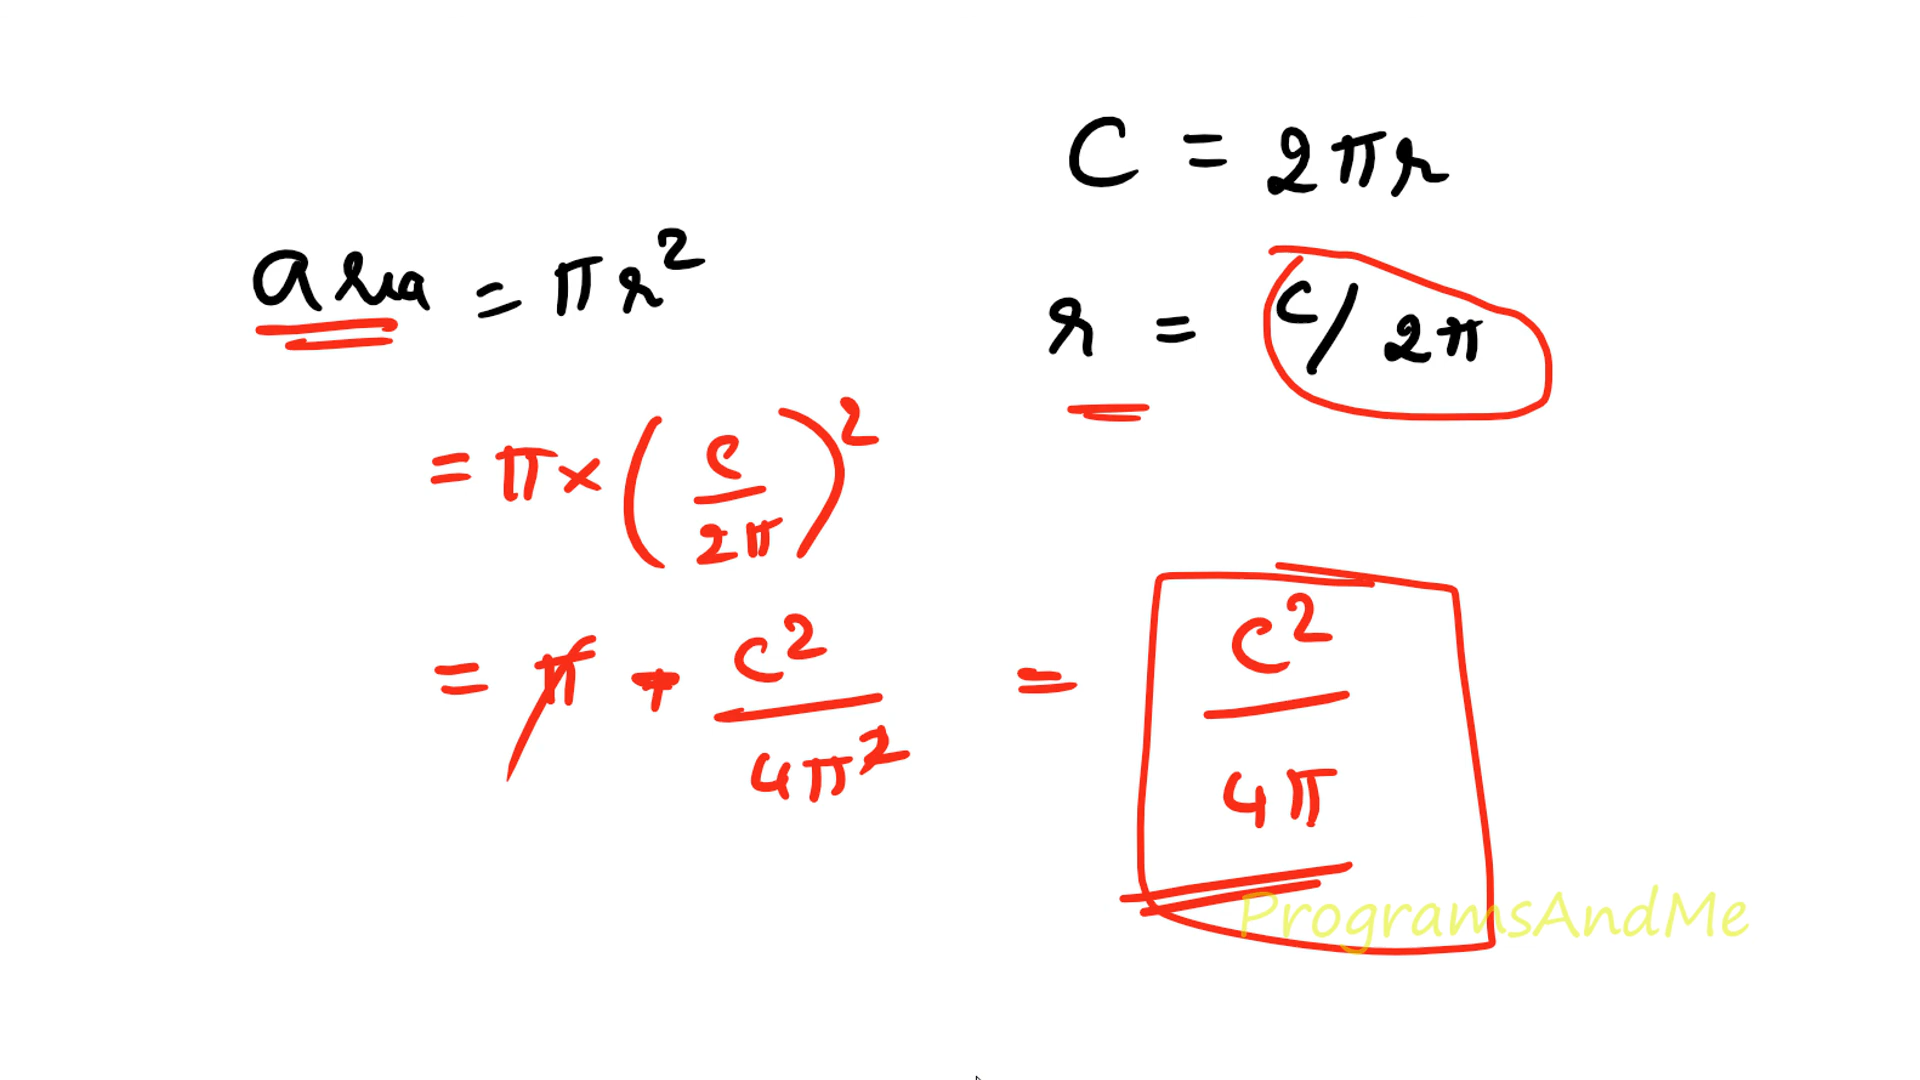 C = 2πr
area = πr²
r = C/2π
= π × (C/2π)²
= π * C²/4π² = C²/4π
ProgramsAndMe